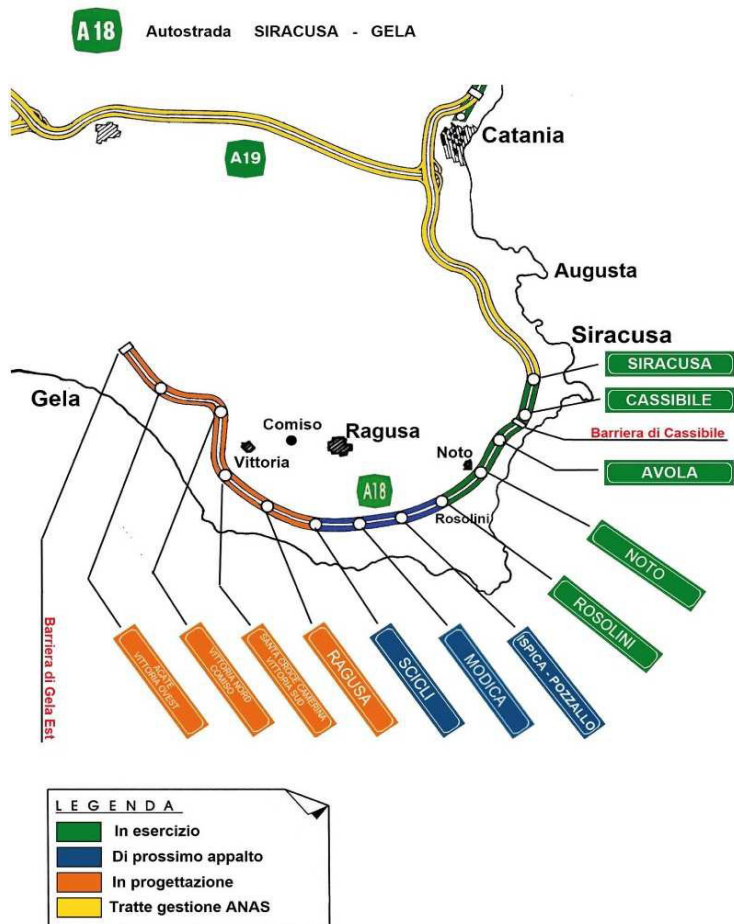 A18 Autostrada SIRACUSA - GELA
Catania
A19
Augusta
Siracusa
SIRACUSA
CASSIBILE
Barriera di Cassibile
AVOLA
Gela
Comiso
Ragusa
Vittoria
Noto
A18
Rosolini
NOTO
ROSOLINI
ISPICA - POZZALLO
MODICA
SCICLI
RAGUSA
SANTA CROCE CAMERINA
VITTORIA SUD
VITTORIA NORD
COMISO
ACATE
VITTORIA OVEST
Barriera di Gela Est
LEGENDA
In esercizio
Di prossimo appalto
In progettazione
Tratte gestione ANAS